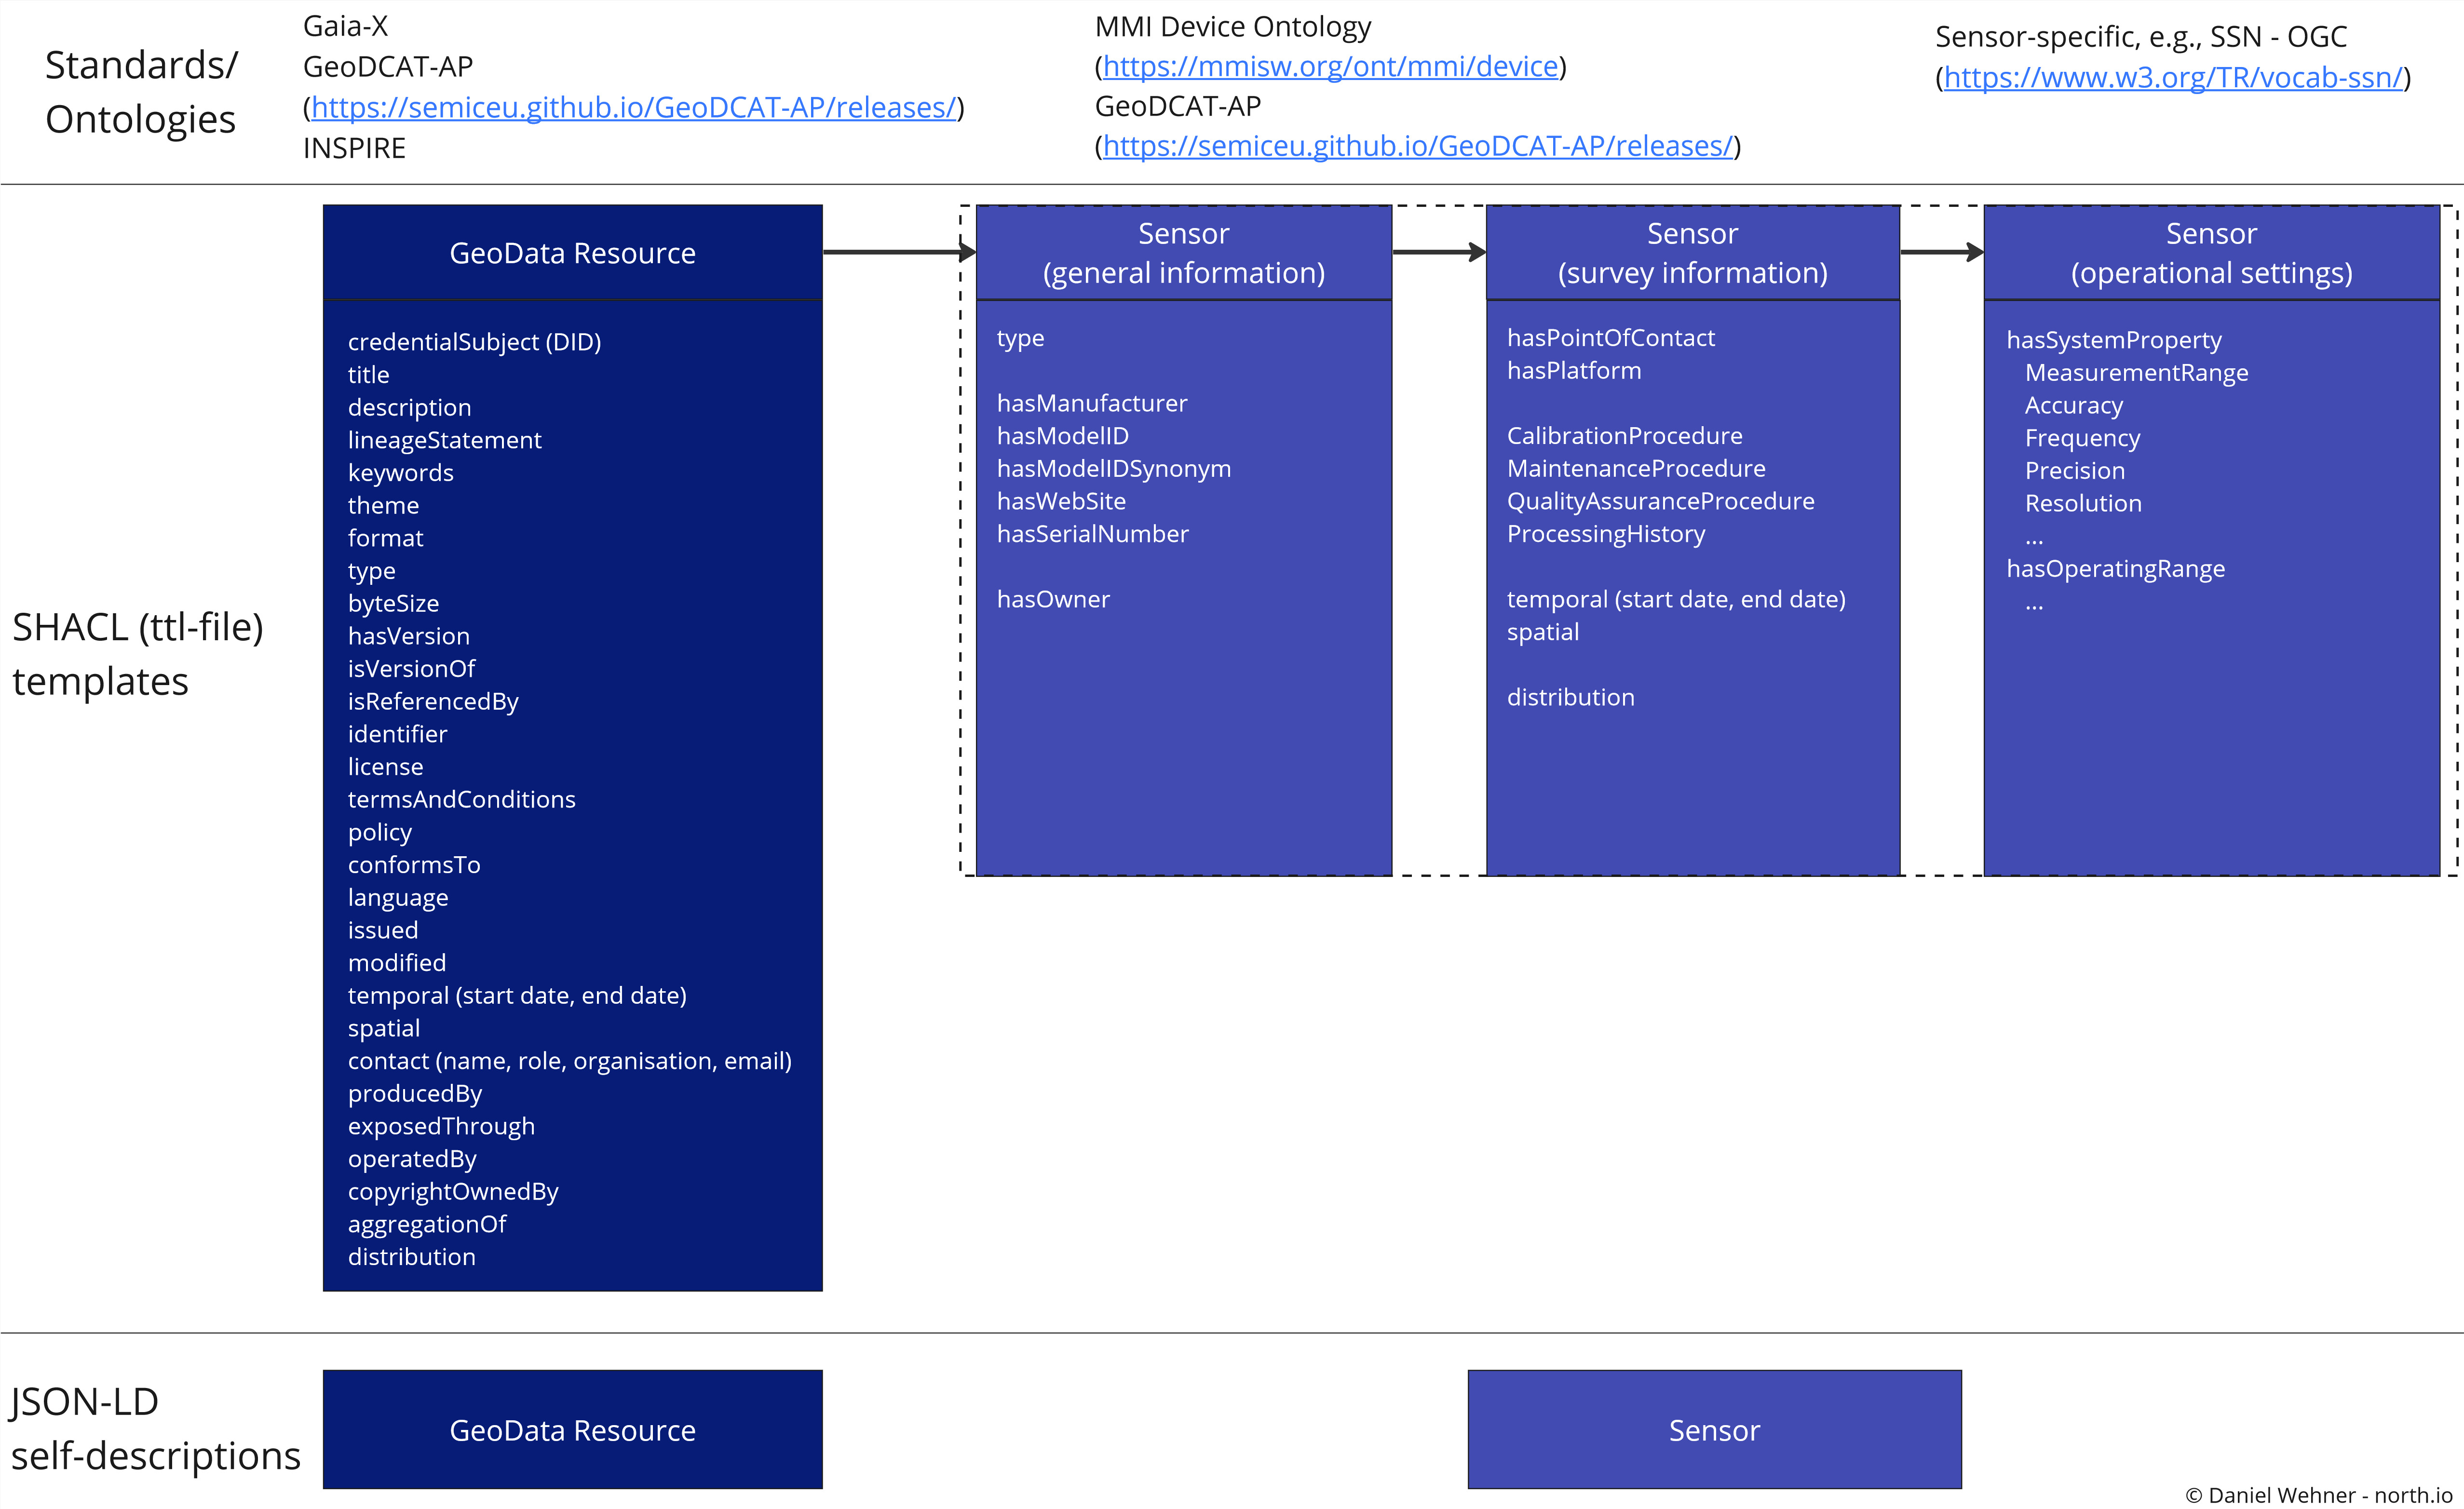 Standards/
Ontologies
Gaia-X
GeoDCAT-AP
(https://semiceu.github.io/GeoDCAT-AP/releases/)
INSPIRE
MMI Device Ontology
(https://mmisw.org/ont/mmi/device)
GeoDCAT-AP
(https://semiceu.github.io/GeoDCAT-AP/releases/)
Sensor-specific, e.g., SSN - OGC
(https://www.w3.org/TR/vocab-ssn/)
SHACL (ttl-file)
templates
GeoData Resource
credentialSubject (DID)
title
description
lineageStatement
keywords
theme
format
type
byteSize
hasVersion
isVersionOf
isReferencedBy
identifier
license
termsAndConditions
policy
conformsTo
language
issued
modified
temporal (start date, end date)
spatial
contact (name, role, organisation, email)
producedBy
exposedThrough
operatedBy
copyrightOwnedBy
aggregationOf
distribution
Sensor
(general information)
type
hasManufacturer
hasModelID
hasModelIDSynonym
hasWebSite
hasSerialNumber
hasOwner
Sensor
(survey information)
hasPointOfContact
hasPlatform
CalibrationProcedure
MaintenanceProcedure
QualityAssuranceProcedure
ProcessingHistory
temporal (start date, end date)
spatial
distribution
Sensor
(operational settings)
hasSystemProperty
MeasurementRange
Accuracy
Frequency
Precision
Resolution
...
hasOperatingRange
...
JSON-LD
self-descriptions
GeoData Resource
Sensor
© Daniel Wehner - north.io